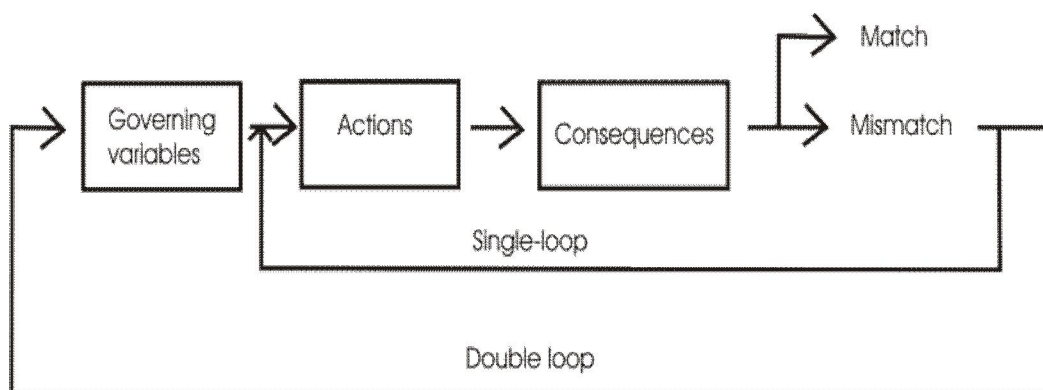 Match
Governing
variables
Actions
Consequences
Mismatch
Single-loop
Double loop